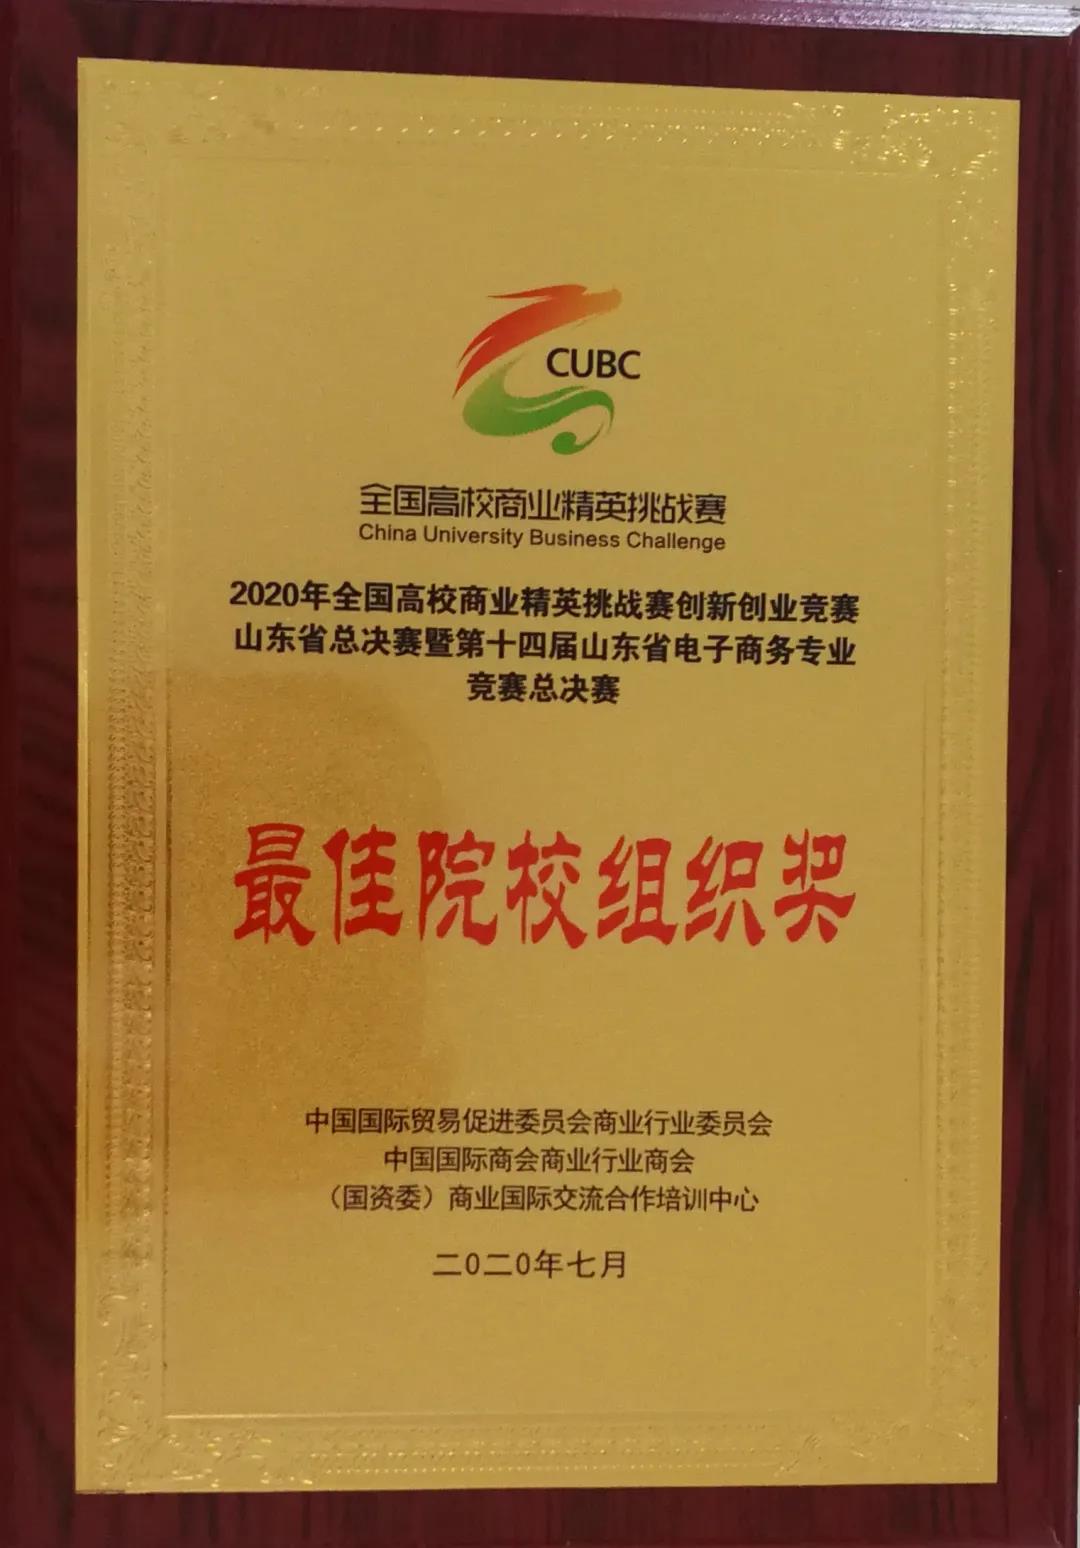 CUBC
全国高校商业精英挑战赛
China University Business Challenge
2020年全国高校商业精英挑战赛创新创业竞赛
山东省总决赛暨第十四届山东省电子商务专业
竞赛总决赛
最佳院校组织奖
中国国际贸易促进委员会商业行业委员会
中国国际商会商业行业商会
（国资委）商业国际交流合作培训中心
二0二0年七月